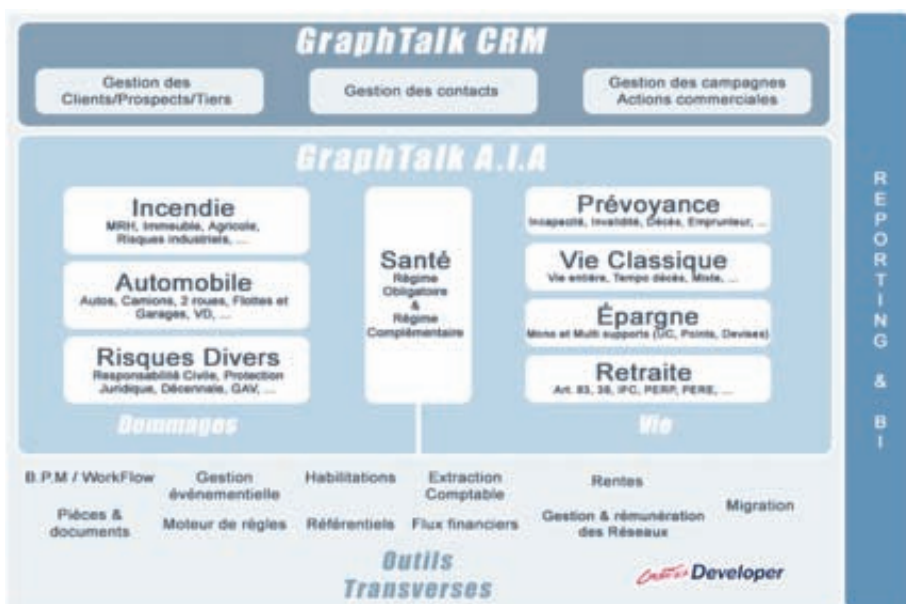 GraphTalk CRM
Gestion des
Clients/Prospects/Tiers
Gestion des contacts
Gestion des campagnes
Actions commerciales
GraphTalk A.I.A
Incendie
MRH, Immeuble, Agricole,
Risques industriels, ...
Automobile
Autos, Camions, 2 roues, Flottes et
Garages, VD, ...
Risques Divers
Responsabilité Civile, Protection
Juridique, Décennale, GAV, ...
Dommages
Santé
Régime
Obligatoire
&
Régime
Complémentaire
Prévoyance
Incapacité, Invalidité, Décès, Emprunteur, ...
Vie Classique
Vie entière, Tempo décès, Mixte, ...
Épargne
Mono et Multi supports (UC, Points, Devises)
Retraite
Art. 83, 39, IFC, PERP, PERE, ...
Vie
B.P.M / WorkFlow
Gestion
événementielle
Habilitations
Extraction
Comptable
Rentes
Migration
Pièces &
documents
Moteur de règles
Référentiels
Flux financiers
Gestion & rémunération
des Réseaux
Outils
Transverses
Developer
REPORTING & BI